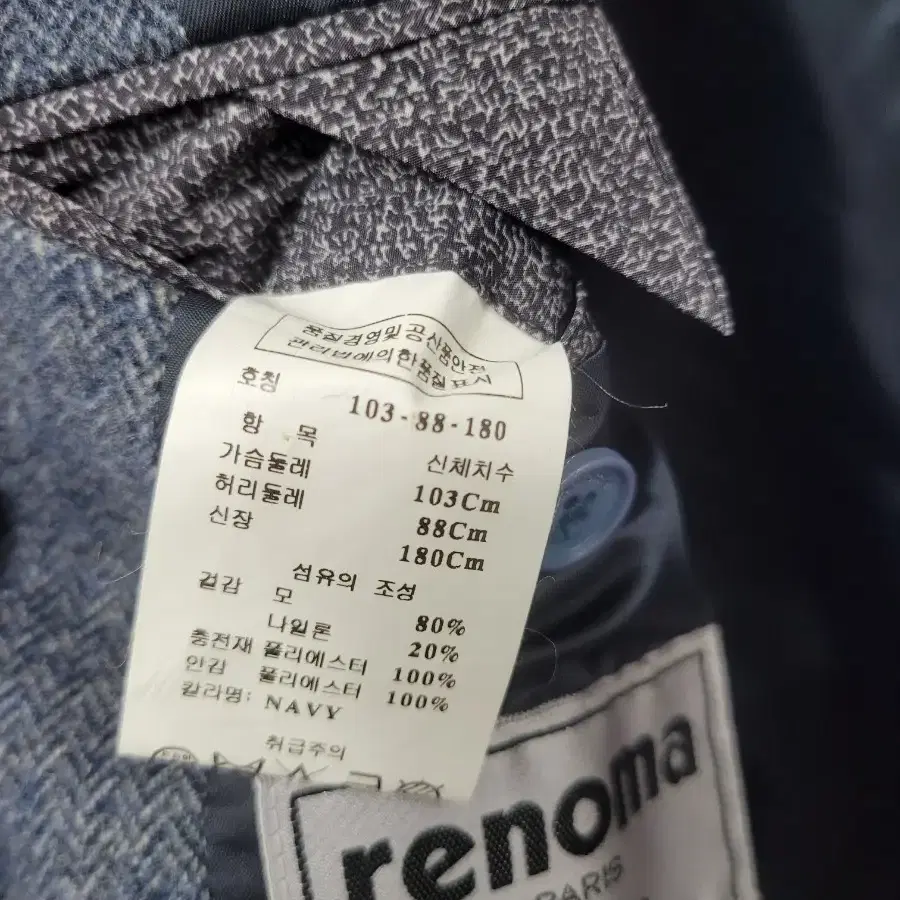 품질경영및공산품안전
관리법에의한품질표시
호칭 103-88-180
항 목 신체치수
가슴둘레 103Cm
허리둘레 88Cm
신장 180Cm
섬유의 조성
겉감 모 80%
나일론 20%
충전재 폴리에스터 100%
안감 폴리에스터 100%
칼라명: NAVY
취급주의
renoma
PARIS